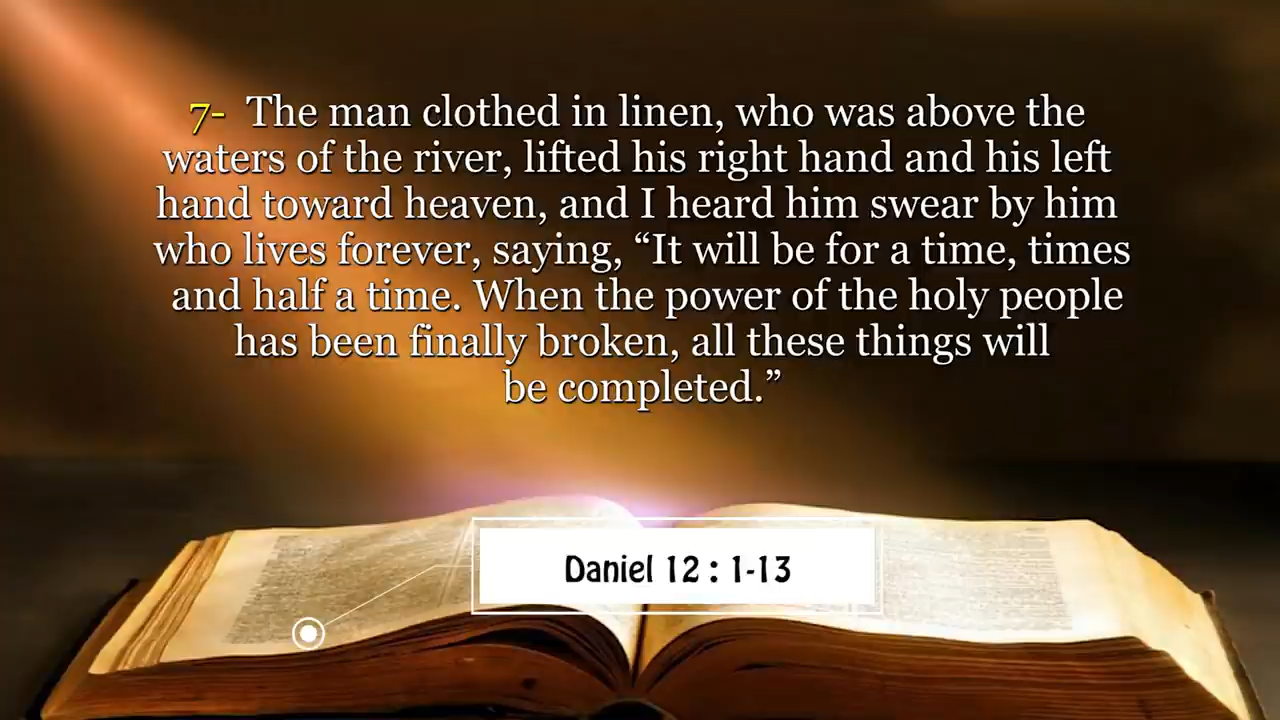 7- The man clothed in linen, who was above the
waters of the river, lifted his right hand and his left
hand toward heaven, and I heard him swear by him
who lives forever, saying, “It will be for a time, times
and half a time. When the power of the holy people
has been finally broken, all these things will
be completed.”
Daniel 12 : 1-13